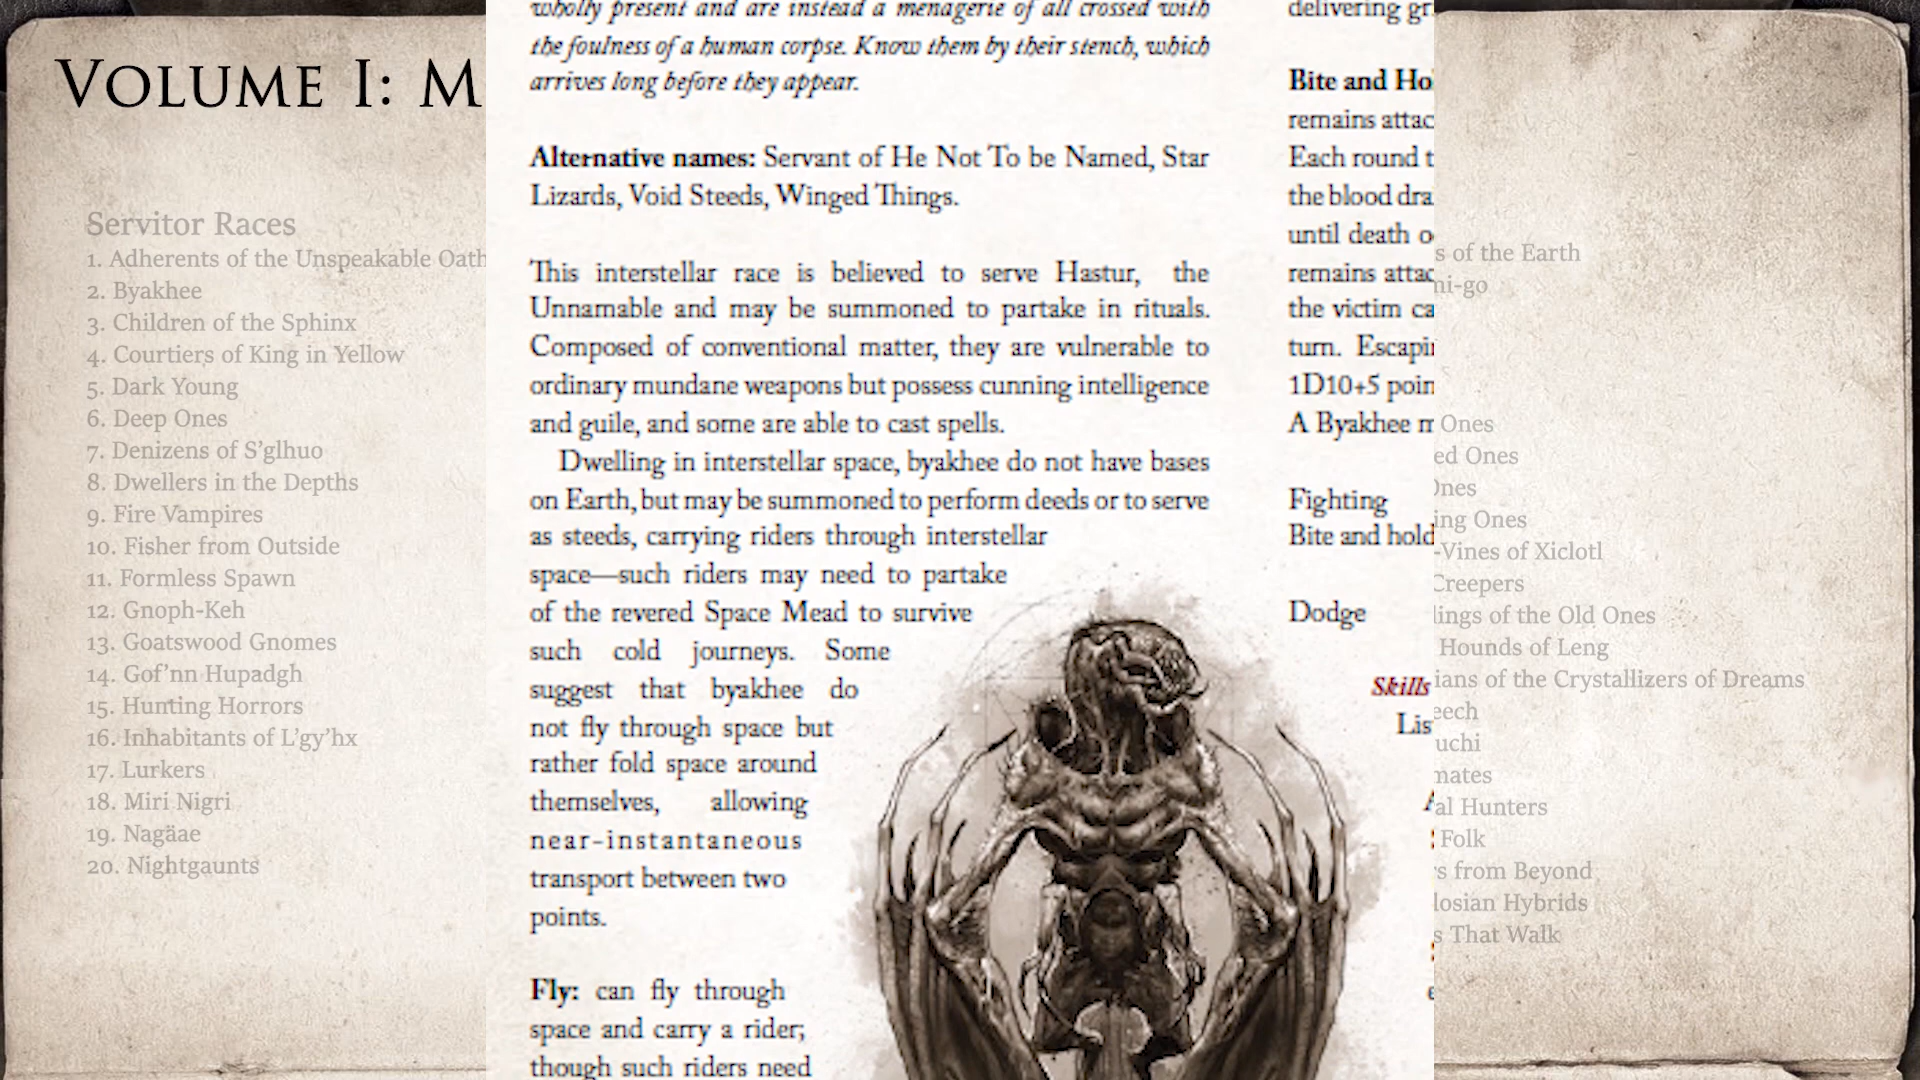 VOLUME I: M
Servitor Races
1. Adherents of the Unspeakable Oath
2. Byakhee
3. Children of the Sphinx
4. Courtiers of King in Yellow
5. Dark Young
6. Deep Ones
7. Denizens of S'glhuo
8. Dwellers in the Depths
9. Fire Vampires
10. Fisher from Outside
11. Formless Spawn
12. Gnoph-Keh
13. Goatswood Gnomes
14. Gof'nn Hupadgh
15. Hunting Horrors
16. Inhabitants of L'gy'hx
17. Lurkers
18. Miri Nigri
19. Nagäae
20. Nightgaunts
wholly present and are instead a menagerie of all crossed with
the foulness of a human corpse. Know them by their stench, which
arrives long before they appear.
Alternative names: Servant of He Not To be Named, Star
Lizards, Void Steeds, Winged Things.
This interstellar race is believed to serve Hastur, the
Unnamable and may be summoned to partake in rituals.
Composed of conventional matter, they are vulnerable to
ordinary mundane weapons but possess cunning intelligence
and guile, and some are able to cast spells.
Dwelling in interstellar space, byakhee do not have bases
on Earth, but may be summoned to perform deeds or to serve
as steeds, carrying riders through interstellar
space—such riders may need to partake
of the revered Space Mead to survive
such cold journeys. Some
suggest that byakhee do
not fly through space but
rather fold space around
themselves, allowing
near-instantaneous
transport between two
points.
Fly: can fly through
space and carry a rider;
though such riders need
delivering gr
Bite and Ho
remains attac
Each round t
the blood dra
until death o
remains attac
the victim ca
turn. Escapi
1D10+5 poin
A Byakhee m
Fighting
Bite and hold
Dodge
Skills
Lis
s of the Earth
ni-go
Ones
ed Ones
Ones
ing Ones
-Vines of Xiclotl
Creepers
lings of the Old Ones
Hounds of Leng
ians of the Crystallizers of Dreams
eech
uchi
mates
al Hunters
Folk
s from Beyond
losian Hybrids
s That Walk